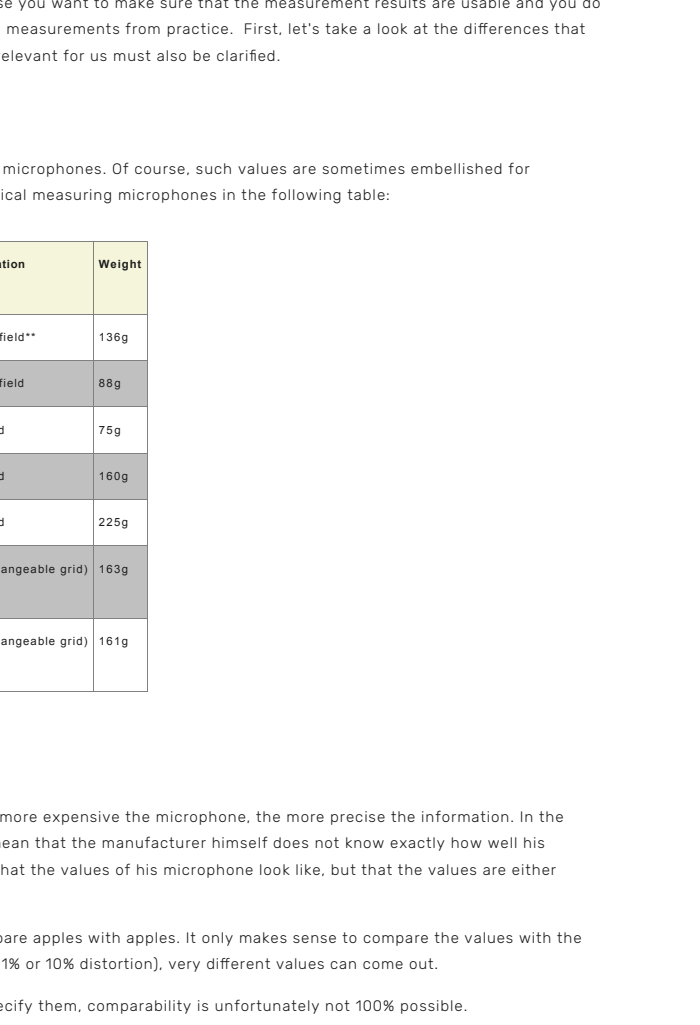 se you want to make sure that the measurement results are usable and you do
measurements from practice. First, let's take a look at the differences that
elevant for us must also be clarified.
microphones. Of course, such values are sometimes embellished for
ical measuring microphones in the following table:
ation Weight
field** 136g
field 88g
d 75g
d 160g
d 225g
angeable grid) 163g
angeable grid) 161g
more expensive the microphone, the more precise the information. In the
ean that the manufacturer himself does not know exactly how well his
hat the values of his microphone look like, but that the values are either
pare apples with apples. It only makes sense to compare the values with the
1% or 10% distortion), very different values can come out.
ecify them, comparability is unfortunately not 100% possible.